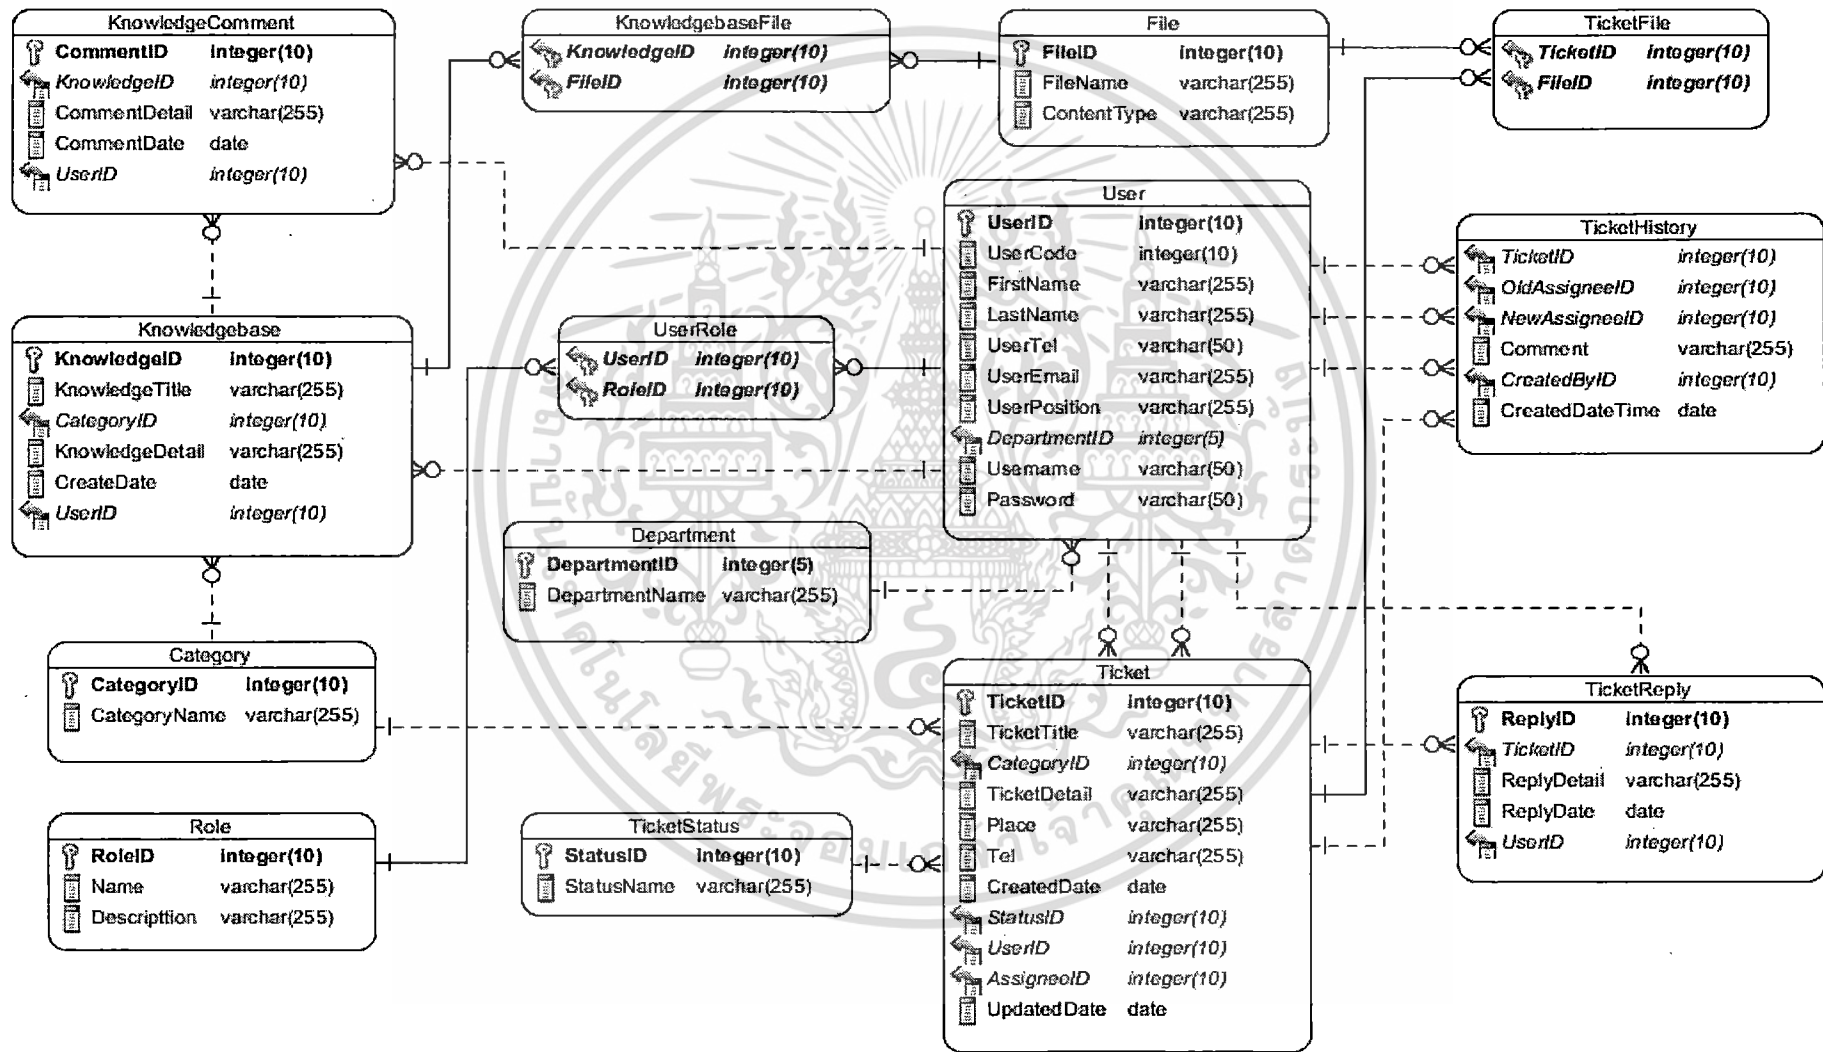 KnowledgeComment
CommentID integer(10)
KnowledgeID integer(10)
CommentDetail varchar(255)
CommentDate date
UserID integer(10)
KnowledgebaseFile
KnowledgeID integer(10)
FileID integer(10)
File
FileID integer(10)
FileName varchar(255)
ContentType varchar(255)
TicketFile
TicketID integer(10)
FileID integer(10)
User
UserID integer(10)
UserCode integer(10)
FirstName varchar(255)
LastName varchar(255)
UserTel varchar(50)
UserEmail varchar(255)
UserPosition varchar(255)
DepartmentID integer(5)
Username varchar(50)
Password varchar(50)
TicketHistory
TicketID integer(10)
OldAssigneeID integer(10)
NewAssigneeID integer(10)
Comment varchar(255)
CreatedByID integer(10)
CreatedDateTime date
Knowledgebase
KnowledgeID integer(10)
KnowledgeTitle varchar(255)
CategoryID integer(10)
KnowledgeDetail varchar(255)
CreateDate date
UserID integer(10)
UserRole
UserID integer(10)
RoleID integer(10)
Department
DepartmentID integer(5)
DepartmentName varchar(255)
Category
CategoryID integer(10)
CategoryName varchar(255)
Ticket
TicketID integer(10)
TicketTitle varchar(255)
CategoryID integer(10)
TicketDetail varchar(255)
Place varchar(255)
Tel varchar(255)
CreatedDate date
StatusID integer(10)
UserID integer(10)
AssigneeID integer(10)
UpdatedDate date
TicketReply
ReplyID integer(10)
TicketID integer(10)
ReplyDetail varchar(255)
ReplyDate date
UserID integer(10)
Role
RoleID integer(10)
Name varchar(255)
Descripttion varchar(255)
TicketStatus
StatusID integer(10)
StatusName varchar(255)